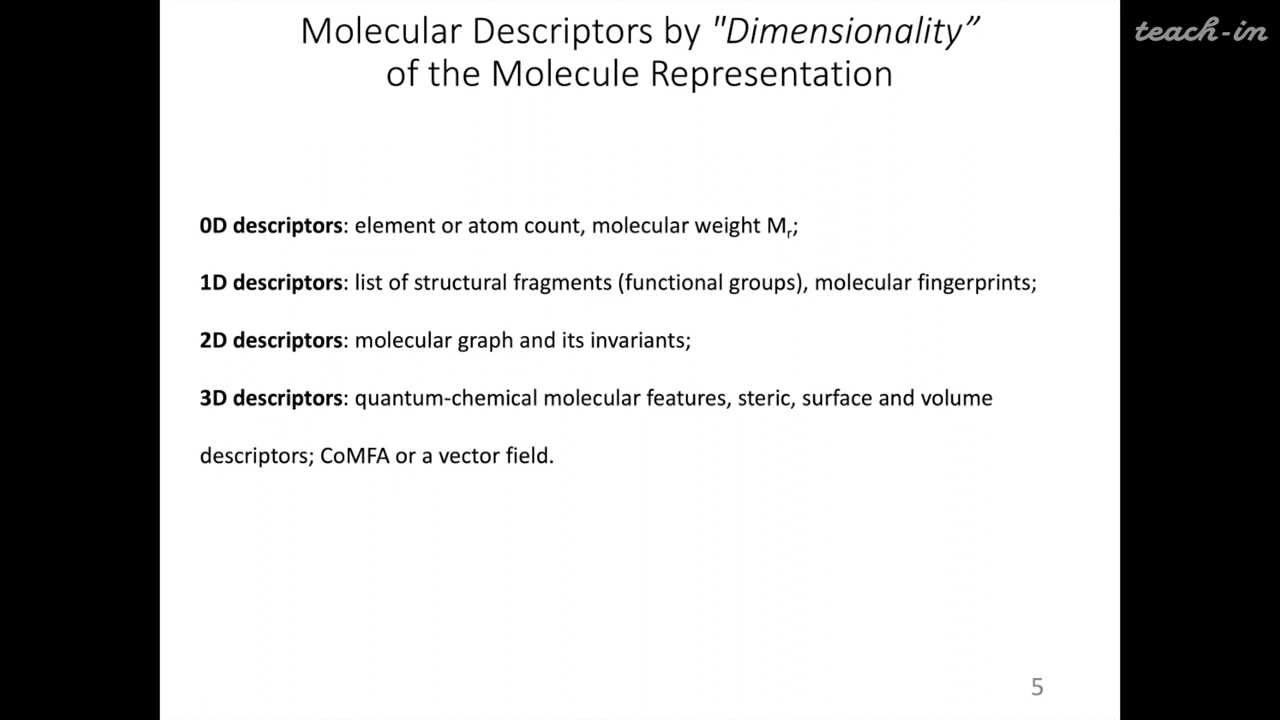 Molecular Descriptors by "Dimensionality”
of the Molecule Representation
teach-in
0D descriptors: element or atom count, molecular weight Mr;
1D descriptors: list of structural fragments (functional groups), molecular fingerprints;
2D descriptors: molecular graph and its invariants;
3D descriptors: quantum-chemical molecular features, steric, surface and volume
descriptors; CoMFA or a vector field.
5